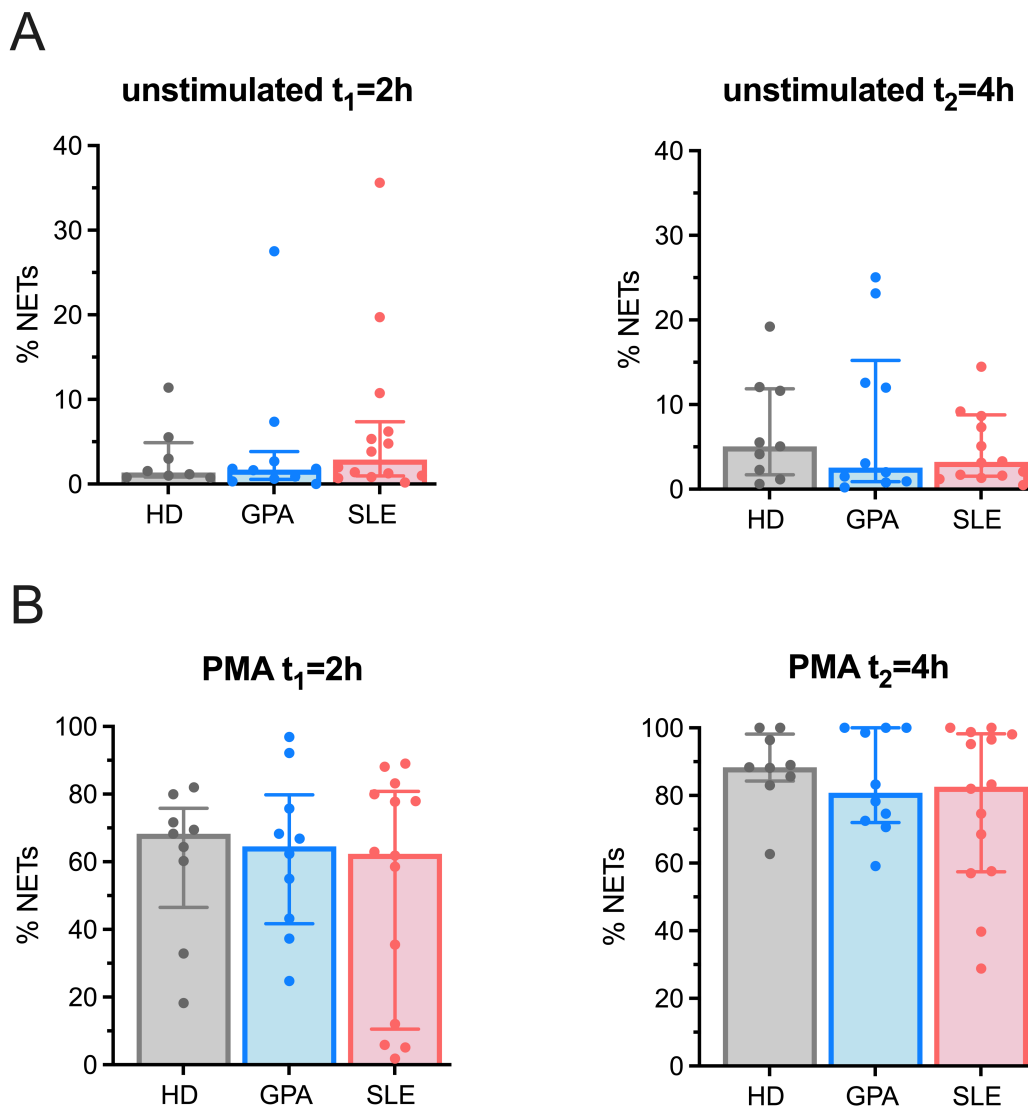 A
unstimulated t1=2h
unstimulated t2=4h
% NETs
40
30
20
10
0
HD GPA SLE
% NETs
40
30
20
10
0
HD GPA SLE
B
PMA t1=2h
PMA t2=4h
% NETs
100
80
60
40
20
0
HD GPA SLE
% NETs
100
80
60
40
20
0
HD GPA SLE